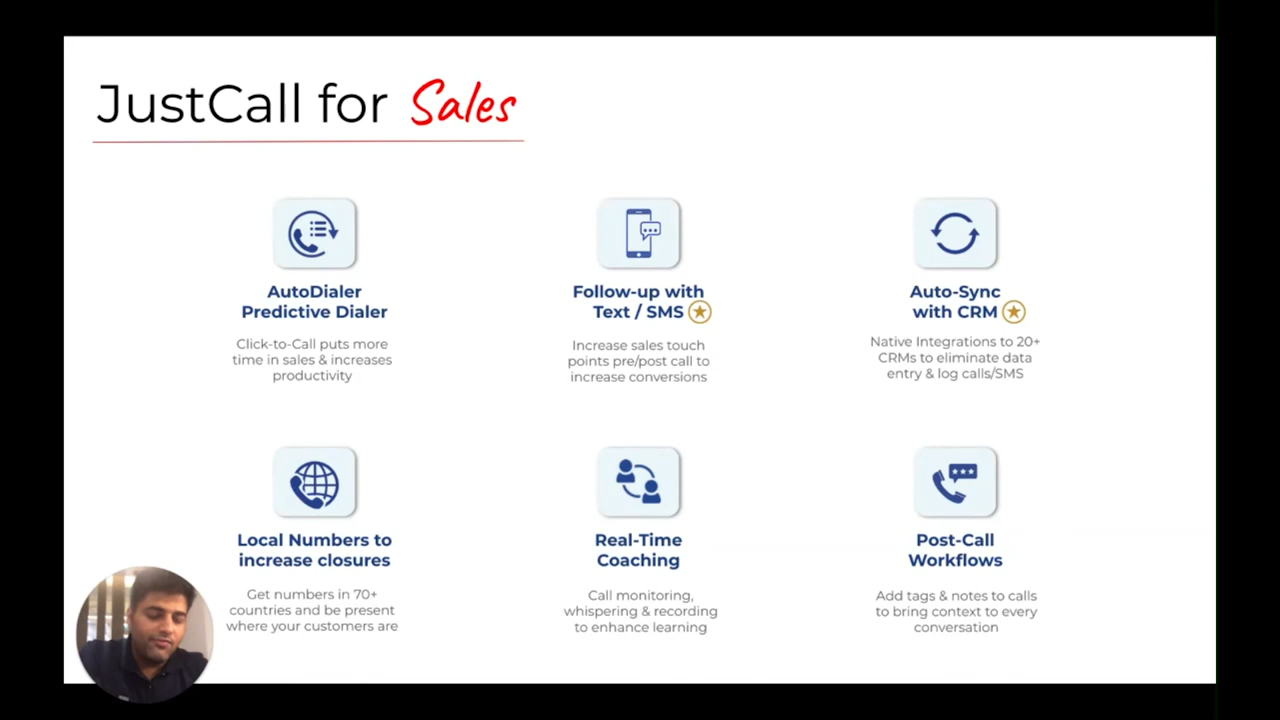 JustCall for Sales
AutoDialer
Predictive Dialer
Click-to-Call puts more
time in sales & increases
productivity
Follow-up with
Text / SMS
Increase sales touch
points pre/post call to
increase conversions
Auto-Sync
with CRM
Native Integrations to 20+
CRMs to eliminate data
entry & log calls/SMS
Local Numbers to
increase closures
Get numbers in 70+
countries and be present
where your customers are
Real-Time
Coaching
Call monitoring,
whispering & recording
to enhance learning
Post-Call
Workflows
Add tags & notes to calls
to bring context to every
conversation